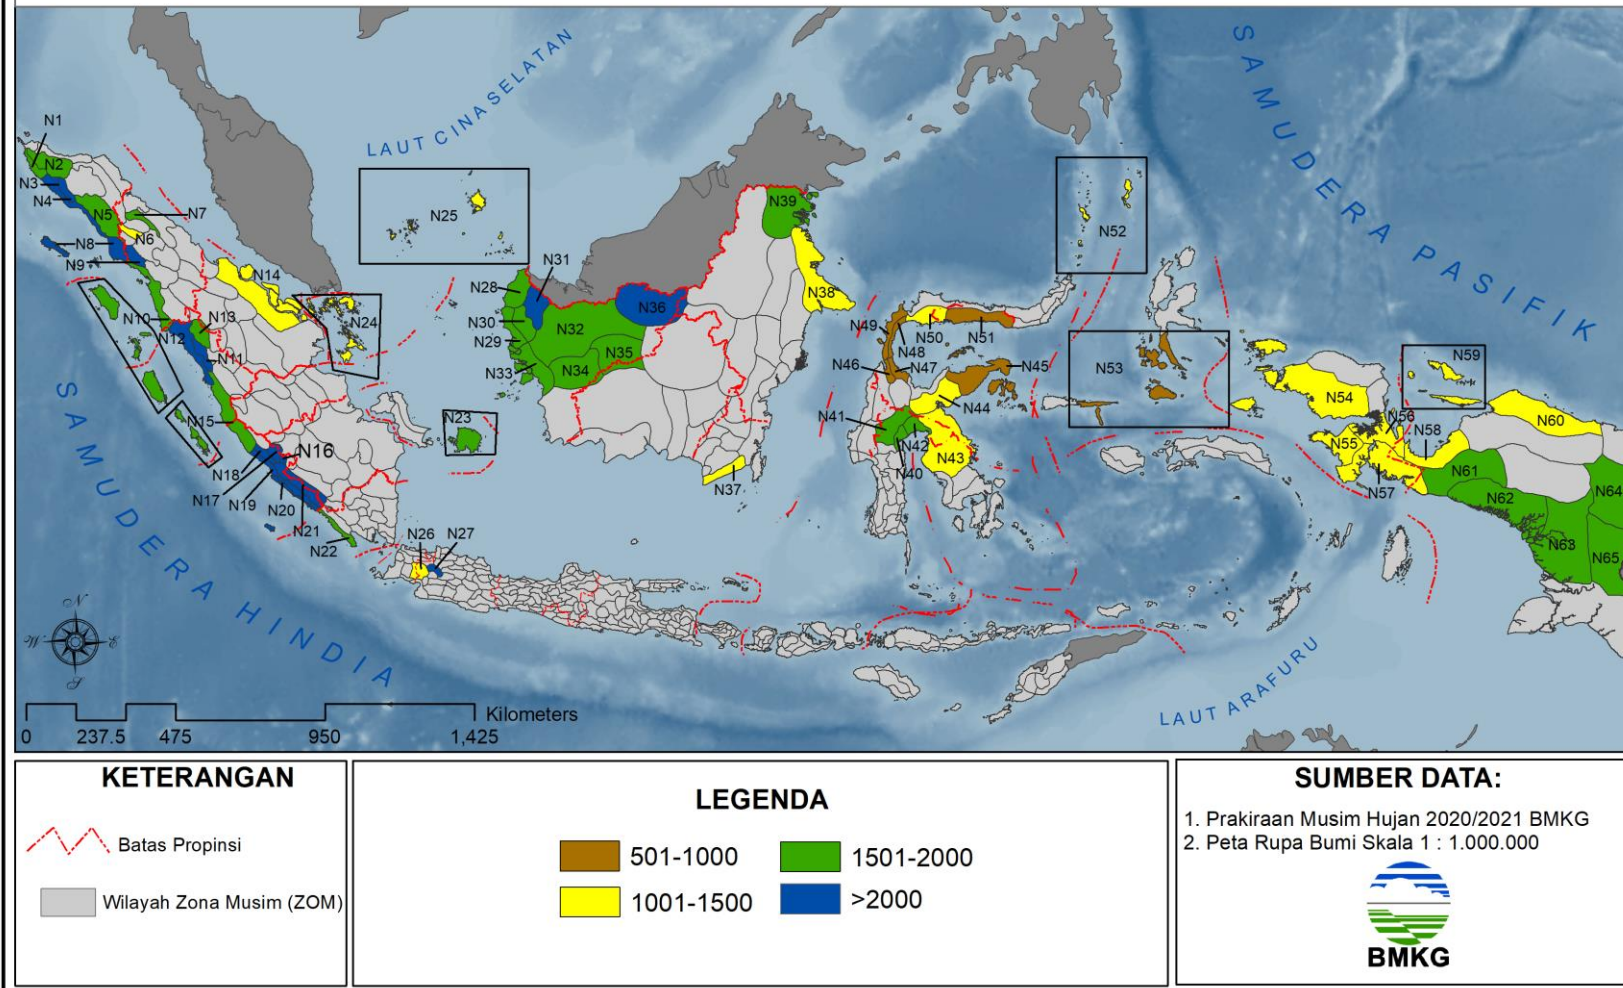 LAUT CINA SELATAN
SAMUDERA PASIFIK
SAMUDERA HINDIA
LAUT ARAFURU
N1
N2
N3
N4
N5
N6
N7
N8
N9
N10
N11
N12
N13
N14
N15
N16
N17
N18
N19
N20
N21
N22
N23
N24
N25
N26
N27
N28
N29
N30
N31
N32
N33
N34
N35
N36
N37
N38
N39
N40
N41
N42
N43
N44
N45
N46
N47
N48
N49
N50
N51
N52
N53
N54
N55
N56
N57
N58
N59
N60
N61
N62
N63
N64
N65
N
W E
S
Kilometers
0 237.5 475 950 1,425
KETERANGAN
Batas Propinsi
Wilayah Zona Musim (ZOM)
LEGENDA
501-1000
1501-2000
1001-1500
>2000
SUMBER DATA:
1. Prakiraan Musim Hujan 2020/2021 BMKG
2. Peta Rupa Bumi Skala 1 : 1.000.000
BMKG